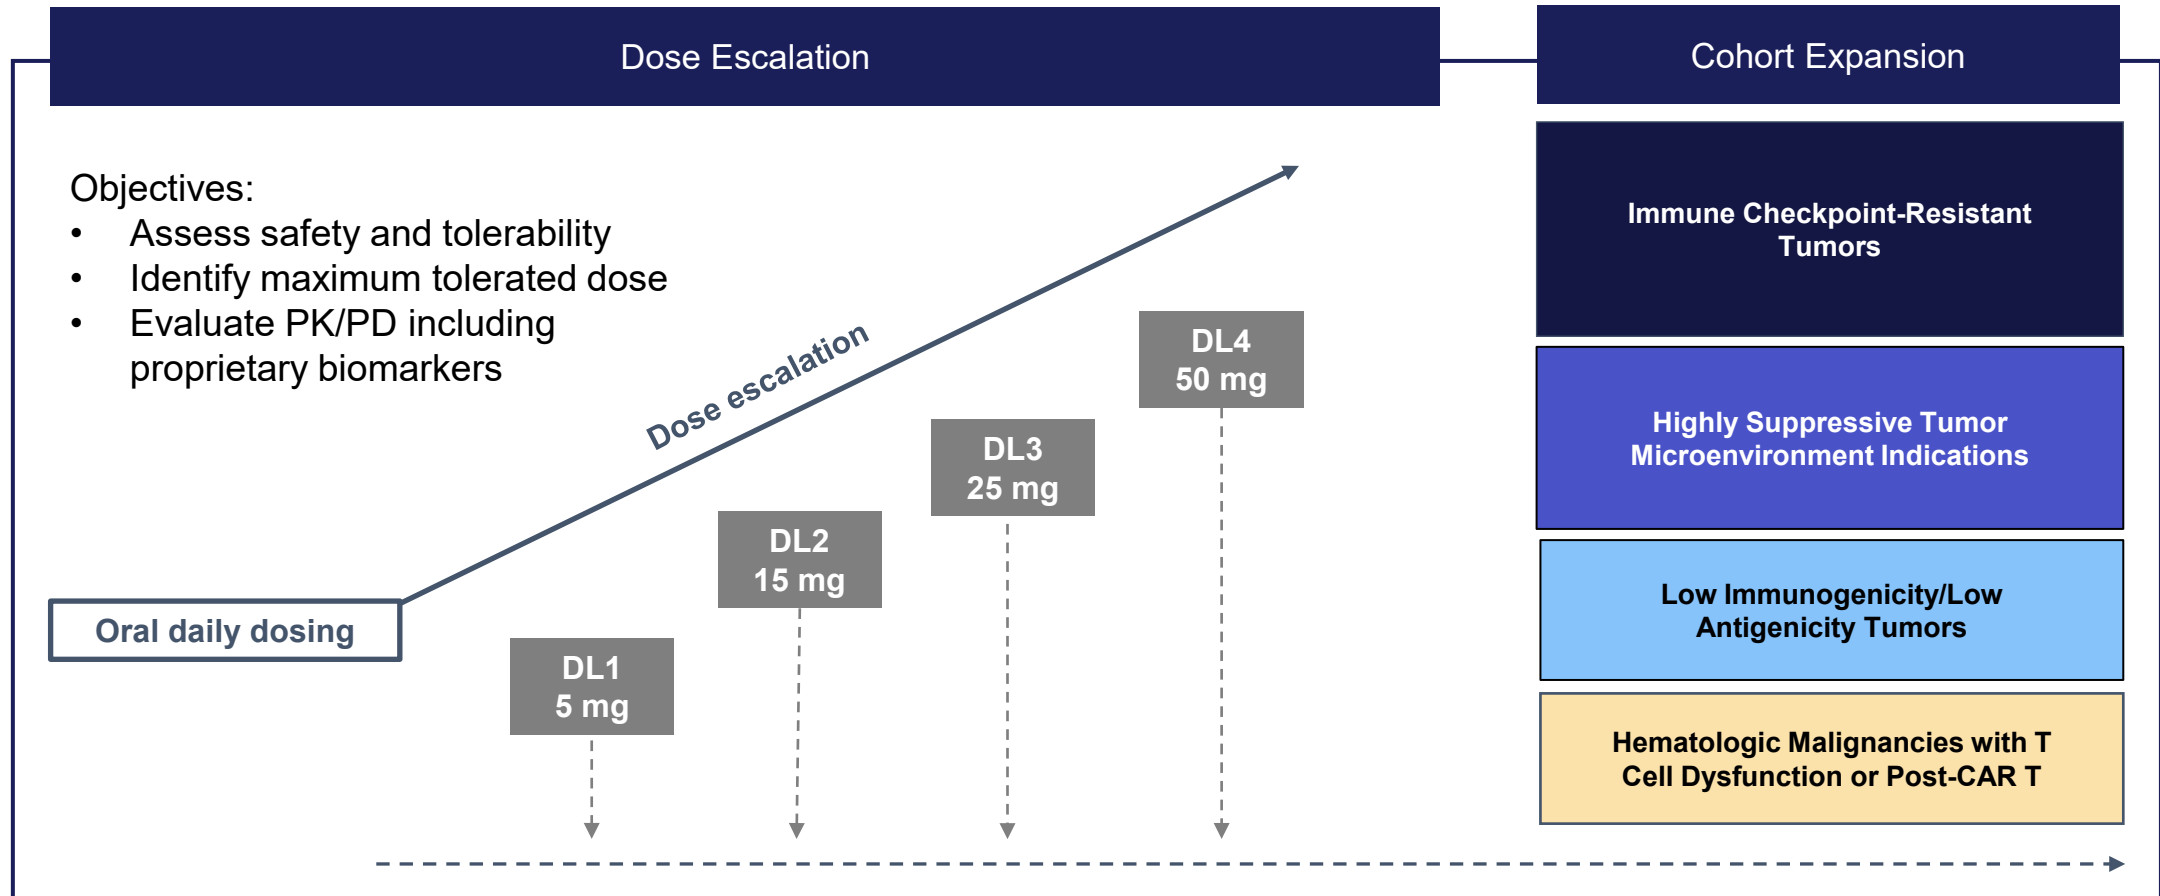 Dose Escalation
Cohort Expansion
Objectives:
• Assess safety and tolerability
• Identify maximum tolerated dose
• Evaluate PK/PD including
proprietary biomarkers
Dose escalation
Oral daily dosing
DL1
5 mg
DL2
15 mg
DL3
25 mg
DL4
50 mg
Immune Checkpoint-Resistant
Tumors
Highly Suppressive Tumor
Microenvironment Indications
Low Immunogenicity/Low
Antigenicity Tumors
Hematologic Malignancies with T
Cell Dysfunction or Post-CAR T